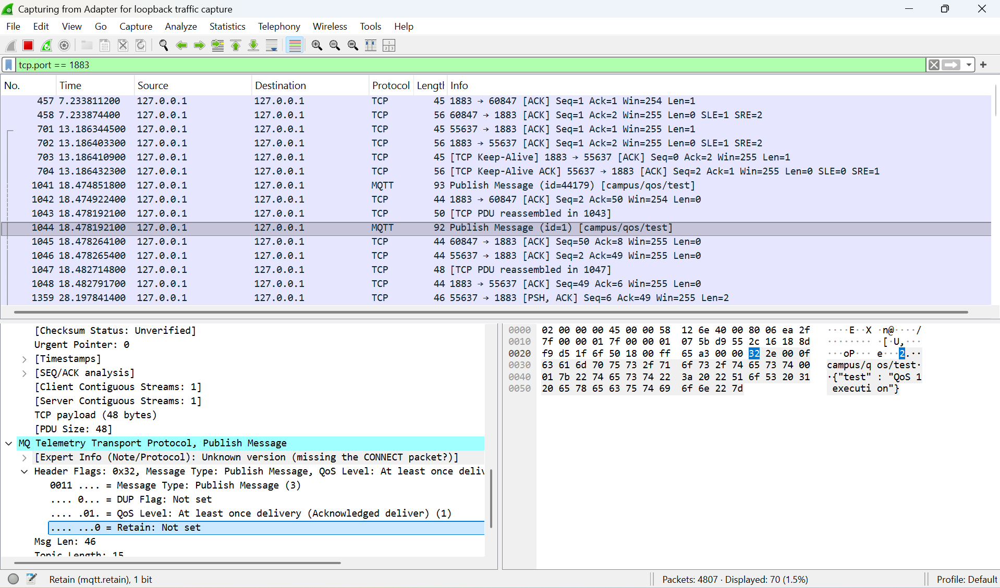 Capturing from Adapter for loopback traffic capture
File Edit View Go Capture Analyze Statistics Telephony Wireless Tools Help
tcp.port == 1883
No. Time Source Destination Protocol Length Info
457 7.233811200 127.0.0.1 127.0.0.1 TCP 45 1883 → 60847 [ACK] Seq=1 Ack=1 Win=254 Len=1
458 7.233874400 127.0.0.1 127.0.0.1 TCP 56 60847 → 1883 [ACK] Seq=1 Ack=2 Win=255 Len=0 SLE=1 SRE=2
701 13.186344500 127.0.0.1 127.0.0.1 TCP 45 55637 → 1883 [ACK] Seq=1 Ack=1 Win=255 Len=1
702 13.186403300 127.0.0.1 127.0.0.1 TCP 56 1883 → 55637 [ACK] Seq=1 Ack=2 Win=255 Len=0 SLE=1 SRE=2
703 13.186410900 127.0.0.1 127.0.0.1 TCP 45 [TCP Keep-Alive] 1883 → 55637 [ACK] Seq=0 Ack=2 Win=255 Len=1
704 13.186432300 127.0.0.1 127.0.0.1 TCP 56 [TCP Keep-Alive ACK] 55637 → 1883 [ACK] Seq=2 Ack=1 Win=255 Len=0 SLE=0 SRE=1
1041 18.474851800 127.0.0.1 127.0.0.1 MQTT 93 Publish Message (id=44179) [campus/qos/test]
1042 18.474922400 127.0.0.1 127.0.0.1 TCP 44 1883 → 60847 [ACK] Seq=2 Ack=50 Win=254 Len=0
1043 18.478192100 127.0.0.1 127.0.0.1 TCP 50 [TCP PDU reassembled in 1043]
1044 18.478192100 127.0.0.1 127.0.0.1 MQTT 92 Publish Message (id=1) [campus/qos/test]
1045 18.478264100 127.0.0.1 127.0.0.1 TCP 44 60847 → 1883 [ACK] Seq=50 Ack=8 Win=255 Len=0
1046 18.478265400 127.0.0.1 127.0.0.1 TCP 44 55637 → 1883 [ACK] Seq=2 Ack=49 Win=255 Len=0
1047 18.482714800 127.0.0.1 127.0.0.1 TCP 48 [TCP PDU reassembled in 1047]
1048 18.482791700 127.0.0.1 127.0.0.1 TCP 44 1883 → 55637 [ACK] Seq=49 Ack=6 Win=255 Len=0
1359 28.197841400 127.0.0.1 127.0.0.1 TCP 46 55637 → 1883 [PSH, ACK] Seq=6 Ack=49 Win=255 Len=2
[Checksum Status: Unverified]
Urgent Pointer: 0
[Timestamps]
[SEQ/ACK analysis]
[Client Contiguous Streams: 1]
[Server Contiguous Streams: 1]
TCP payload (48 bytes)
[PDU Size: 48]
MQ Telemetry Transport Protocol, Publish Message
[Expert Info (Note/Protocol): Unknown version (missing the CONNECT packet?)]
Header Flags: 0x32, Message Type: Publish Message, QoS Level: At least once deliv
0011 .... = Message Type: Publish Message (3)
.... 0... = DUP Flag: Not set
.... .01. = QoS Level: At least once delivery (Acknowledged deliver) (1)
.... ...0 = Retain: Not set
Msg Len: 46
Topic Length: 15
0000 02 00 00 00 45 00 00 58 12 6e 40 00 80 06 ea 2f ····E··X ·n@····/
0010 7f 00 00 01 7f 00 00 01 07 5b d9 55 2c 16 18 8d ········ ·[·U,···
0020 f9 d5 1f 6f 50 18 00 ff 65 a3 00 00 32 2e 00 0f ···oP··· e···2.··
0030 63 61 6d 70 75 73 2f 71 6f 73 2f 74 65 73 74 00 campus/q os/test·
0040 01 7b 22 74 65 73 74 22 3a 20 22 51 6f 53 20 31 ·{"test" : "QoS 1
0050 20 65 78 65 63 75 74 69 6f 6e 22 7d executi on"}
Retain (mqtt.retain), 1 bit
Packets: 4807 · Displayed: 70 (1.5%)
Profile: Default